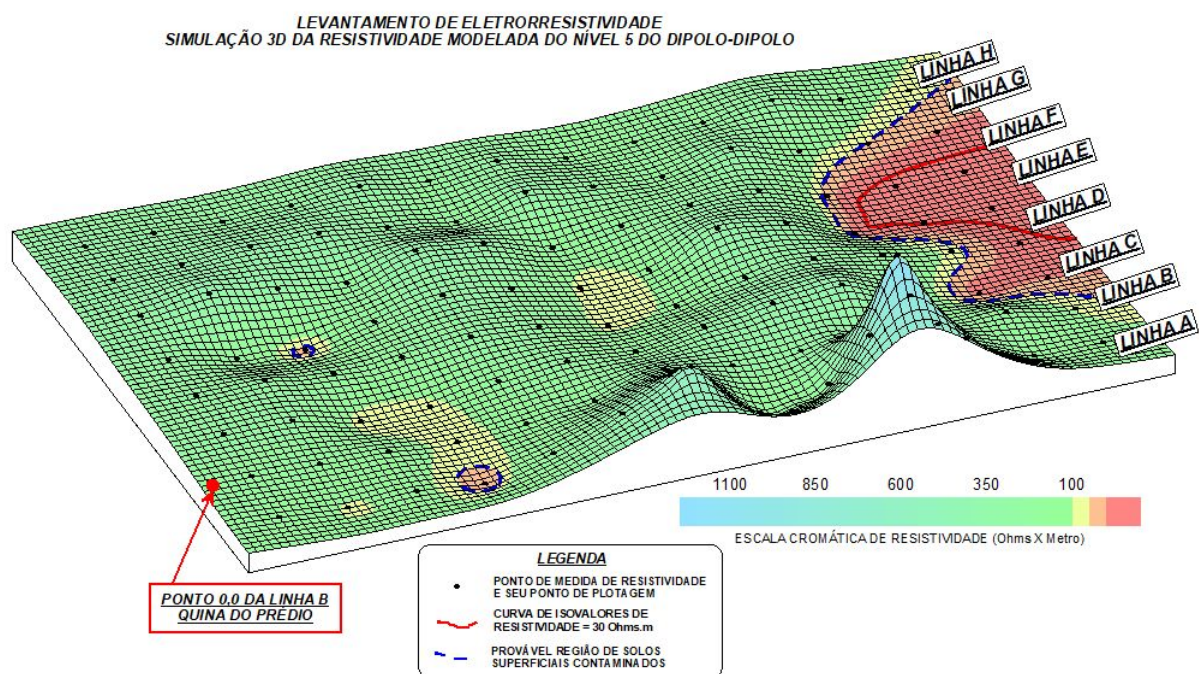 LEVANTAMENTO DE ELETRORRESISTIVIDADE
SIMULAÇÃO 3D DA RESISTIVIDADE MODELADA DO NÍVEL 5 DO DIPOLO-DIPOLO
LINHA H
LINHA G
LINHA F
LINHA E
LINHA D
LINHA C
LINHA B
LINHA A
1100 850 600 350 100
ESCALA CROMÁTICA DE RESISTIVIDADE (Ohms X Metro)
PONTO 0,0 DA LINHA B
QUINA DO PRÉDIO
LEGENDA
PONTO DE MEDIDA DE RESISTIVIDADE
E SEU PONTO DE PLOTAGEM
CURVA DE ISOVALORES DE
RESISTIVIDADE = 30 Ohms.m
PROVÁVEL REGIÃO DE SOLOS
SUPERFICIAIS CONTAMINADOS